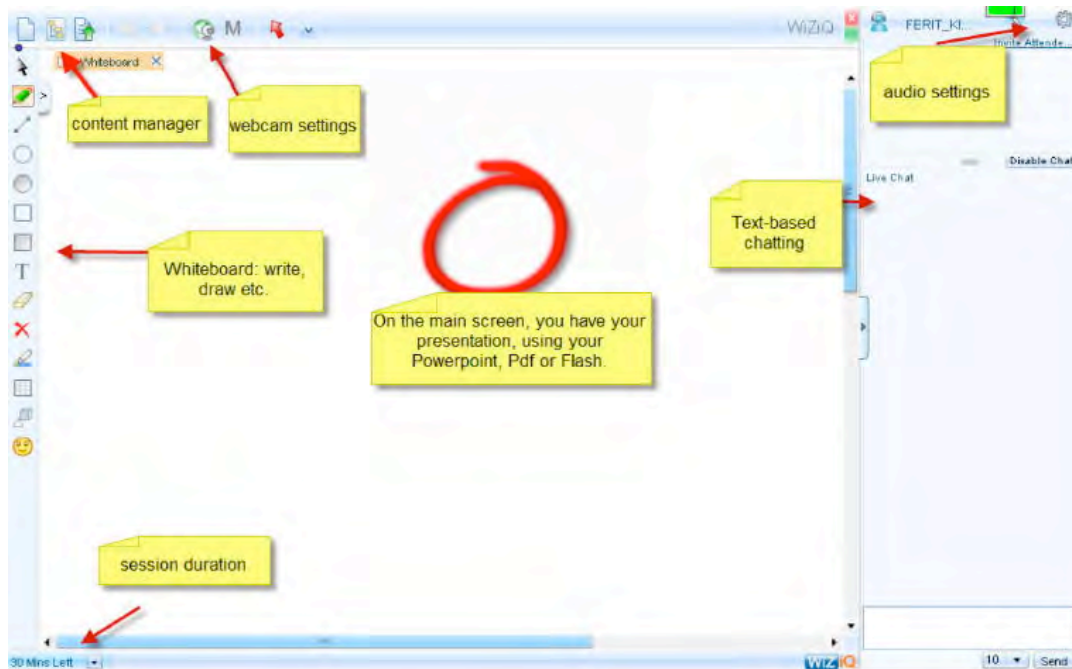 M
WiZiQ
FERIT_KI...
Invite Attende...
Whiteboard
content manager
webcam settings
audio settings
Disable Chat
Live Chat
Text-based
chatting
T
Whiteboard: write,
draw etc.
On the main screen, you have your
presentation, using your
Powerpoint, Pdf or Flash.
session duration
30 Mins Left
WiZiQ
10
Send